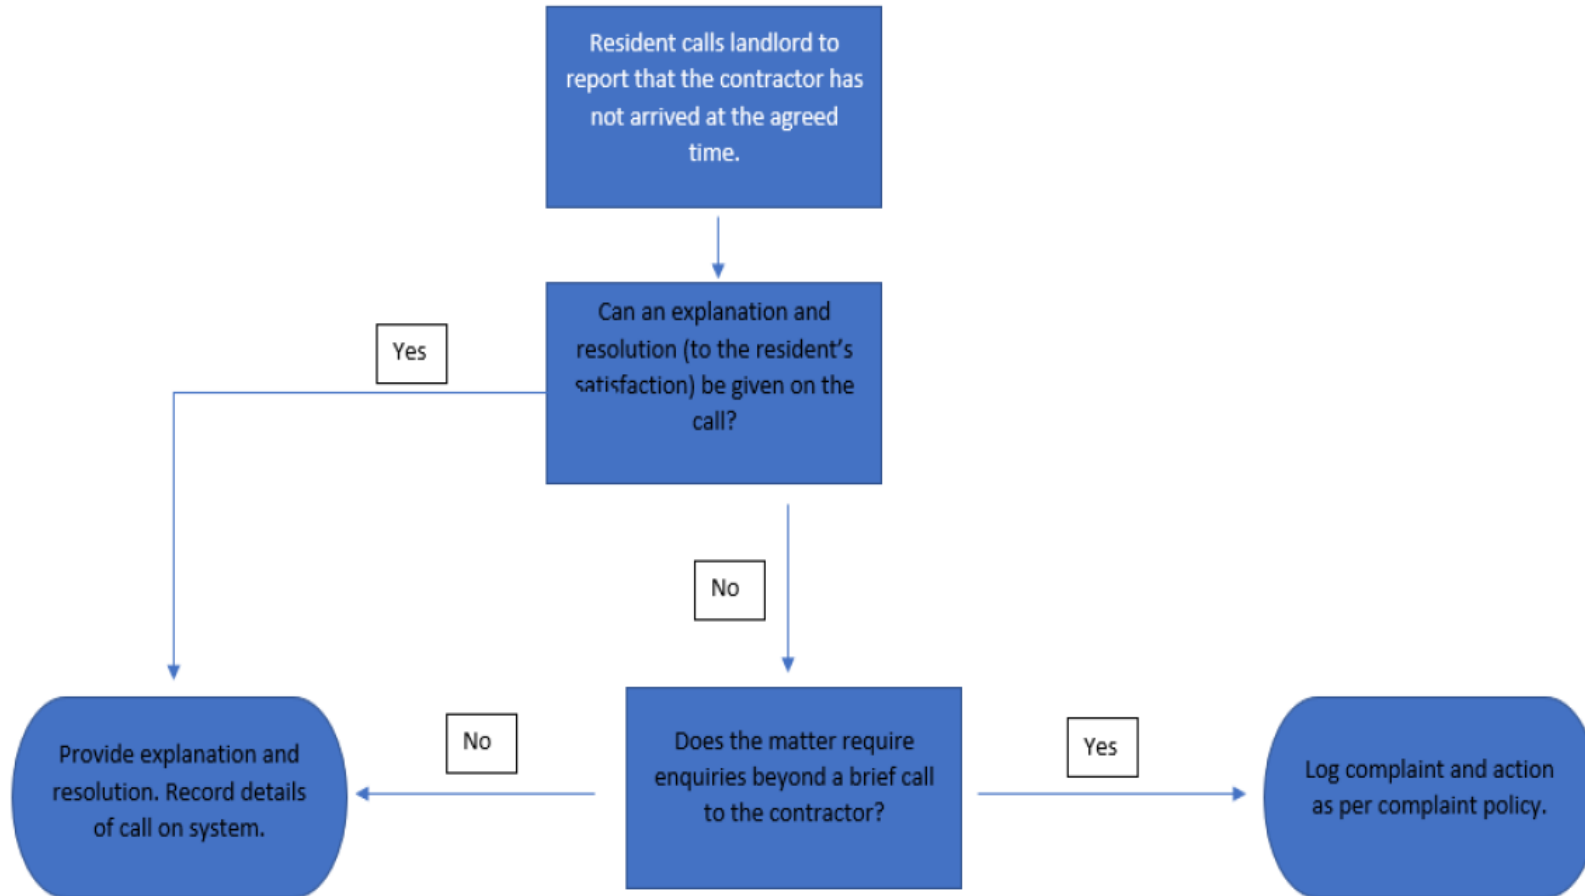 Resident calls landlord to
report that the contractor has
not arrived at the agreed
time.
Can an explanation and
resolution (to the resident’s
satisfaction) be given on the
call?
Yes
No
Does the matter require
enquiries beyond a brief call
to the contractor?
No
Yes
Provide explanation and
resolution. Record details
of call on system.
Log complaint and action
as per complaint policy.